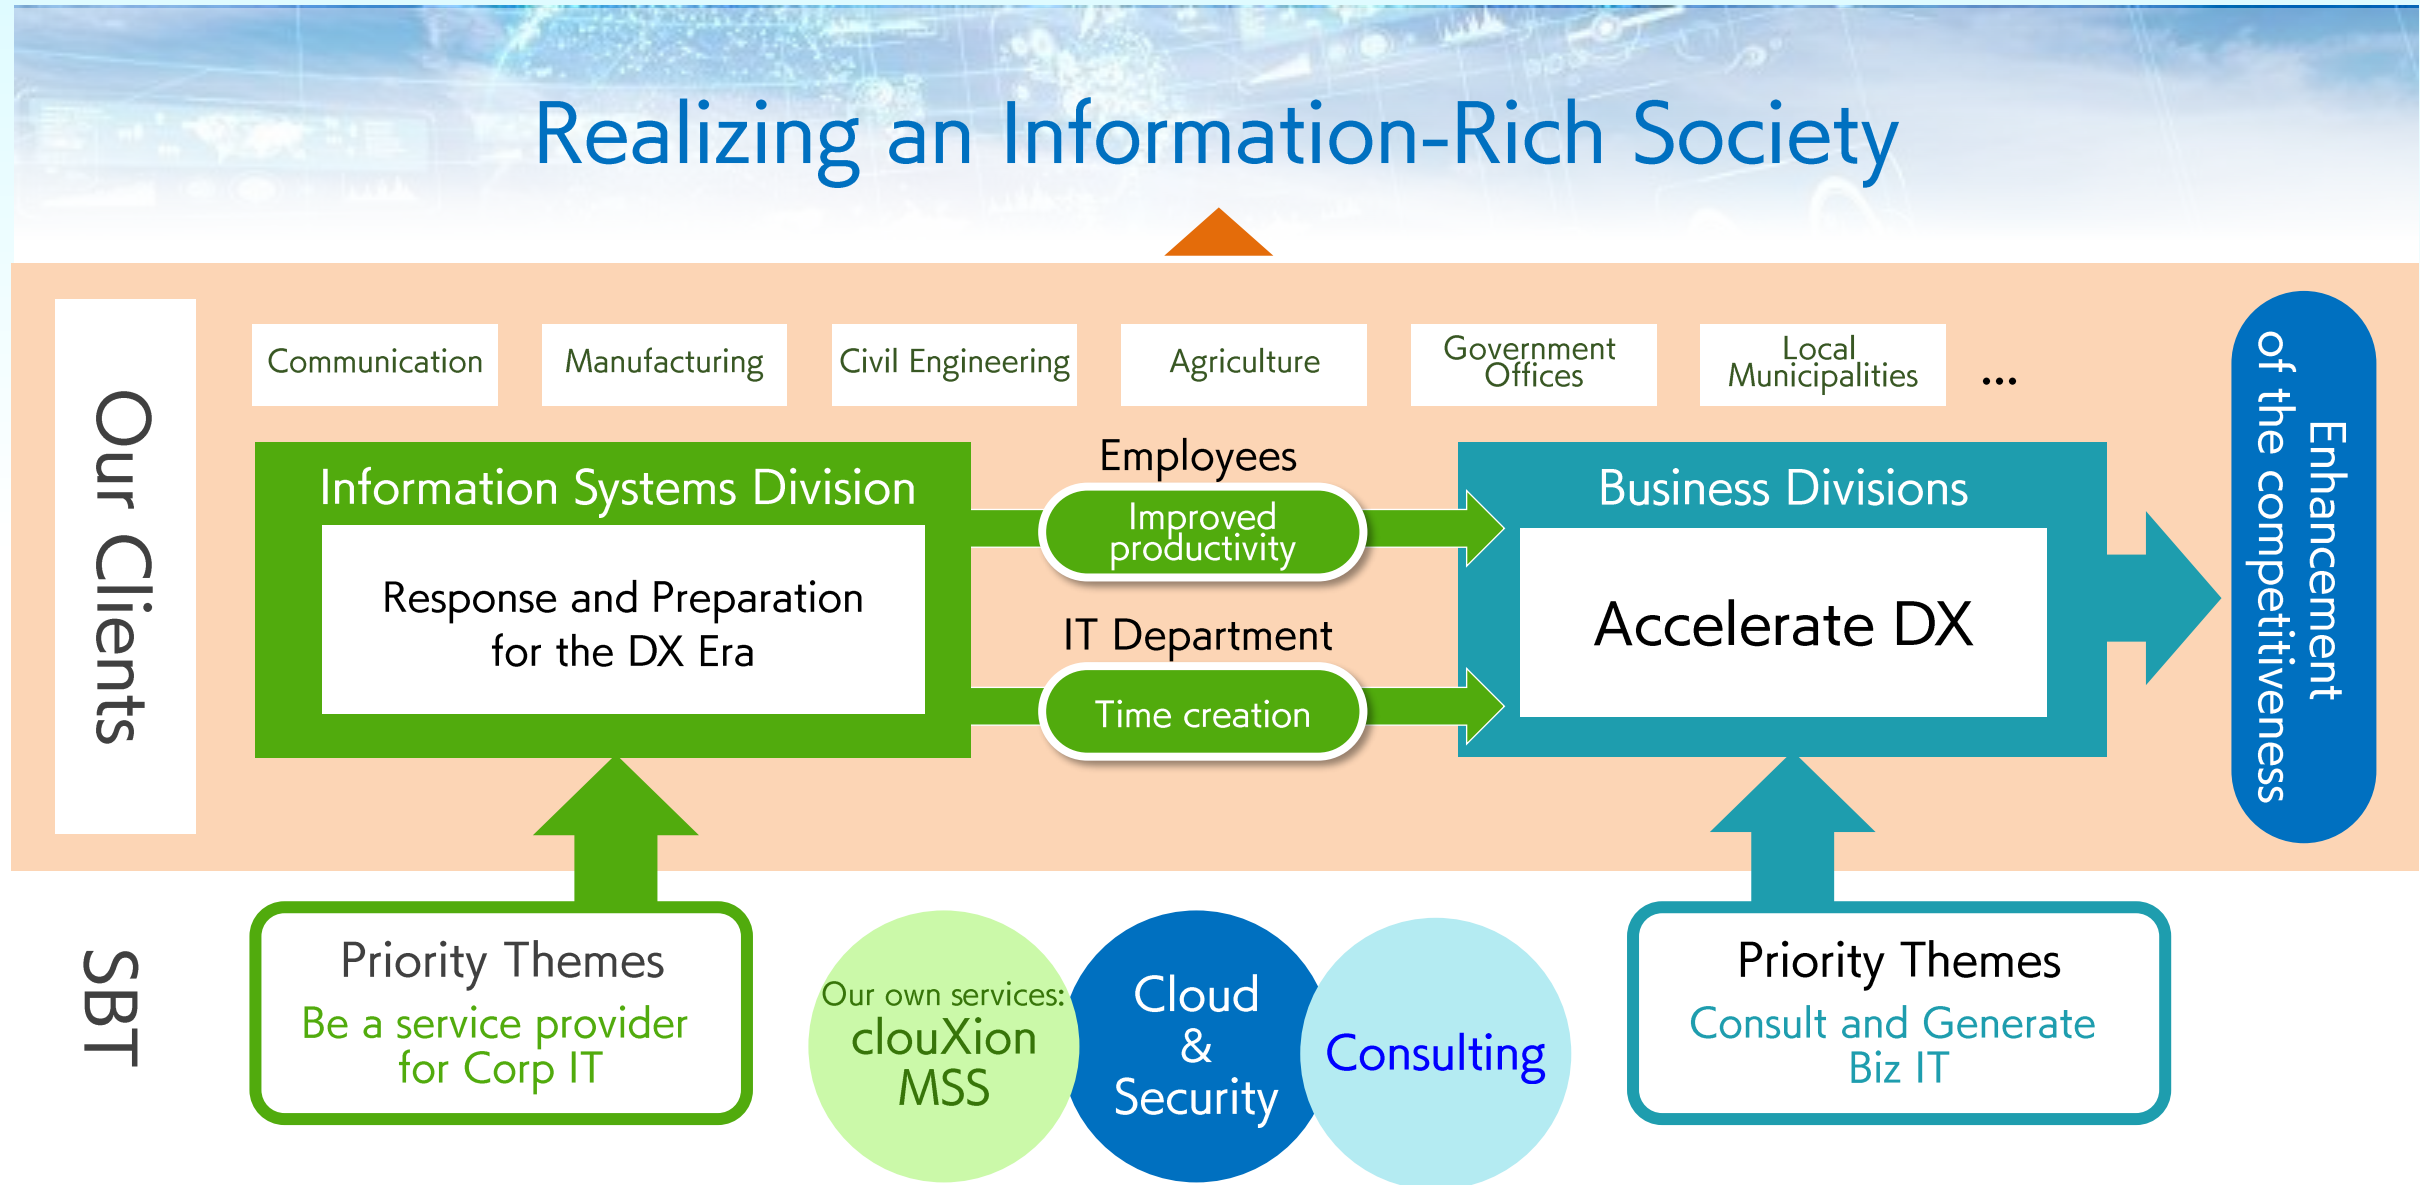 Realizing an Information-Rich Society
Our Clients
Communication
Manufacturing
Civil Engineering
Agriculture
Government
Offices
Local
Municipalities
...
Information Systems Division
Response and Preparation
for the DX Era
Employees
Improved
productivity
IT Department
Time creation
Business Divisions
Accelerate DX
Enhancement
of the competitiveness
SBT
Priority Themes
Be a service provider
for Corp IT
Our own services:
clouXion
MSS
Cloud
&
Security
Consulting
Priority Themes
Consult and Generate
Biz IT